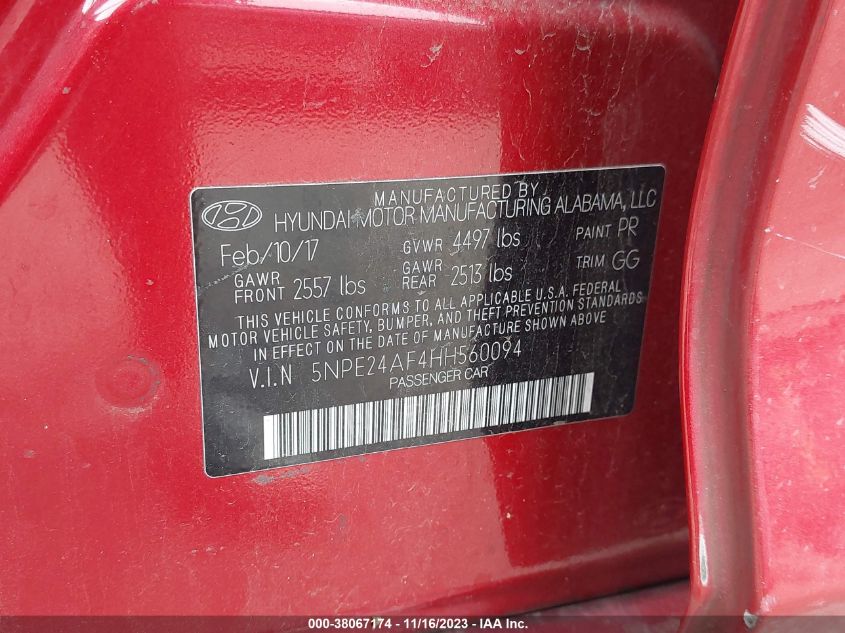 MANUFACTURED BY
HYUNDAI MOTOR MANUFACTURING ALABAMA, LLC
Feb/10/17 GVWR 4497 lbs PAINT PR
GAWR FRONT 2557 lbs GAWR REAR 2513 lbs TRIM GG
THIS VEHICLE CONFORMS TO ALL APPLICABLE U.S.A. FEDERAL
MOTOR VEHICLE SAFETY, BUMPER, AND THEFT PREVENTION STANDARDS
IN EFFECT ON THE DATE OF MANUFACTURE SHOWN ABOVE
V.I.N 5NPE24AF4HH560094
PASSENGER CAR
000-38067174 - 11/16/2023 - IAA Inc.